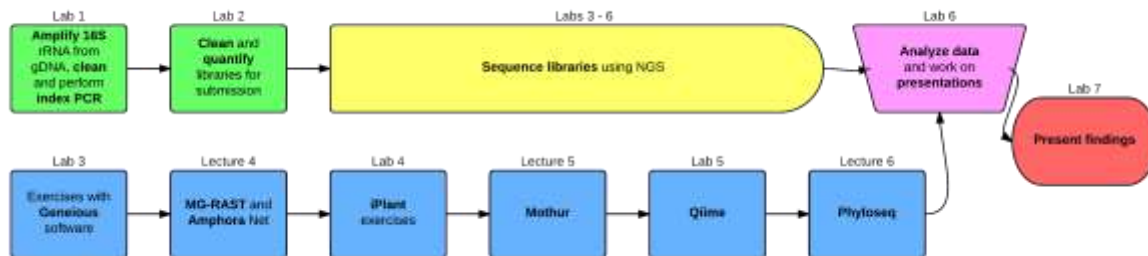 Lab 1
Lab 2
Labs 3 - 6
Lab 6
Amplify 16S
rRNA from
gDNA, clean
and perform
index PCR
Clean and
quantify
libraries for
submission
Sequence libraries using NGS
Analyze data
and work on
presentations
Lab 7
Present findings
Lab 3
Lecture 4
Lab 4
Lecture 5
Lab 5
Lecture 6
Exercises with
Geneious
software
MG-RAST and
Amphora Net
iPlant
exercises
Mothur
Qiime
Phyloseq